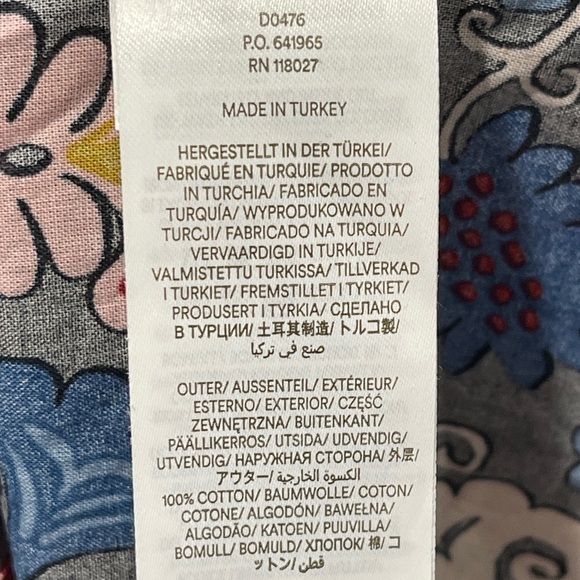 D0476
P.O. 641965
RN 118027
MADE IN TURKEY
HERGESTELLT IN DER TÜRKEI/
FABRIQUÉ EN TURQUIE/ PRODOTTO
IN TURCHIA/ FABRICADO EN
TURQUÍA/ WYPRODUKOWANO W
TURCJI/ FABRICADO NA TURQUIA/
VERVAARDIGD IN TURKIJE/
VALMISTETTU TURKISSA/ TILLVERKAD
I TURKIET/ FREMSTILLET I TYRKIET/
PRODUSERT I TYRKIA/ СДЕЛАНО
В ТУРЦИИ/ 土耳其制造/ トルコ製/
صنع في تركيا
OUTER/ AUSSENTEIL/ EXTÉRIEUR/
ESTERNO/ EXTERIOR/ CZĘŚĆ
ZEWNĘTRZNA/ BUITENKANT/
PÄÄLLIKERROS/ UTSIDA/ UDVENDIG/
UTVENDIG/ НАРУЖНАЯ СТОРОНА/ 外层/
アウター/ الكسوة الخارجية/
100% COTTON/ BAUMWOLLE/ COTON/
COTONE/ ALGODÓN/ BAWEŁNA/
ALGODÃO/ KATOEN/ PUUVILLA/
BOMULL/ BOMULD/ ХЛОПОК/ 棉/ コ
ットン/ قطن/